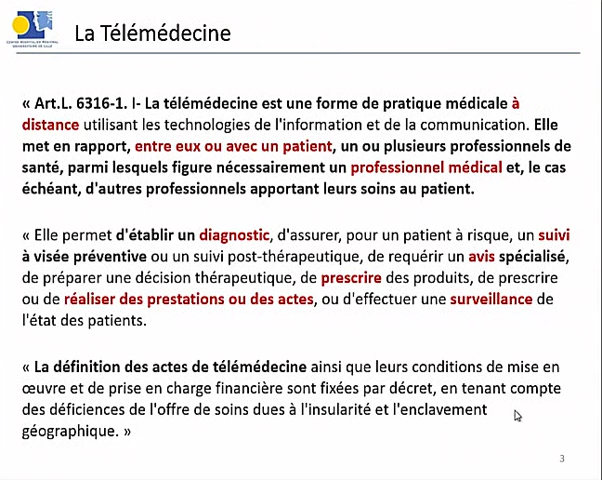 La Télémédecine
« Art.L. 6316-1. I- La télémédecine est une forme de pratique médicale à
distance utilisant les technologies de l'information et de la communication. Elle
met en rapport, entre eux ou avec un patient, un ou plusieurs professionnels de
santé, parmi lesquels figure nécessairement un professionnel médical et, le cas
échéant, d'autres professionnels apportant leurs soins au patient.
« Elle permet d'établir un diagnostic, d'assurer, pour un patient à risque, un suivi
à visée préventive ou un suivi post-thérapeutique, de requérir un avis spécialisé,
de préparer une décision thérapeutique, de prescrire des produits, de prescrire
ou de réaliser des prestations ou des actes, ou d'effectuer une surveillance de
l'état des patients.
« La définition des actes de télémédecine ainsi que leurs conditions de mise en
œuvre et de prise en charge financière sont fixées par décret, en tenant compte
des déficiences de l'offre de soins dues à l'insularité et l'enclavement
géographique. »
3